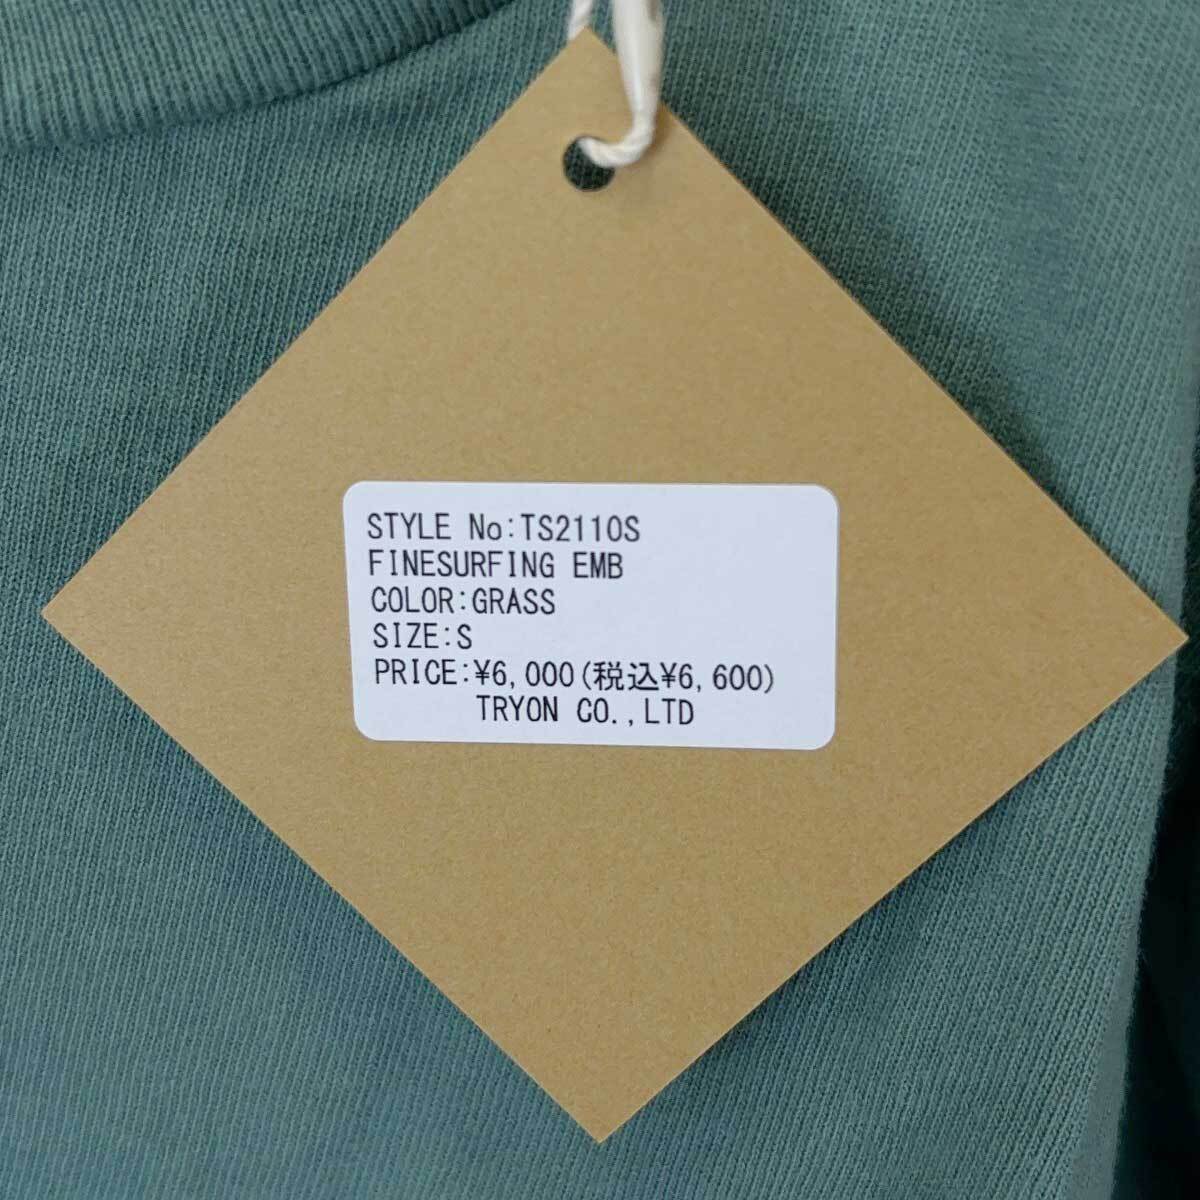 STYLE No:TS2110S
FINESURFING EMB
COLOR:GRASS
SIZE:S
PRICE:¥6,000(税込¥6,600)
TRYON CO.,LTD